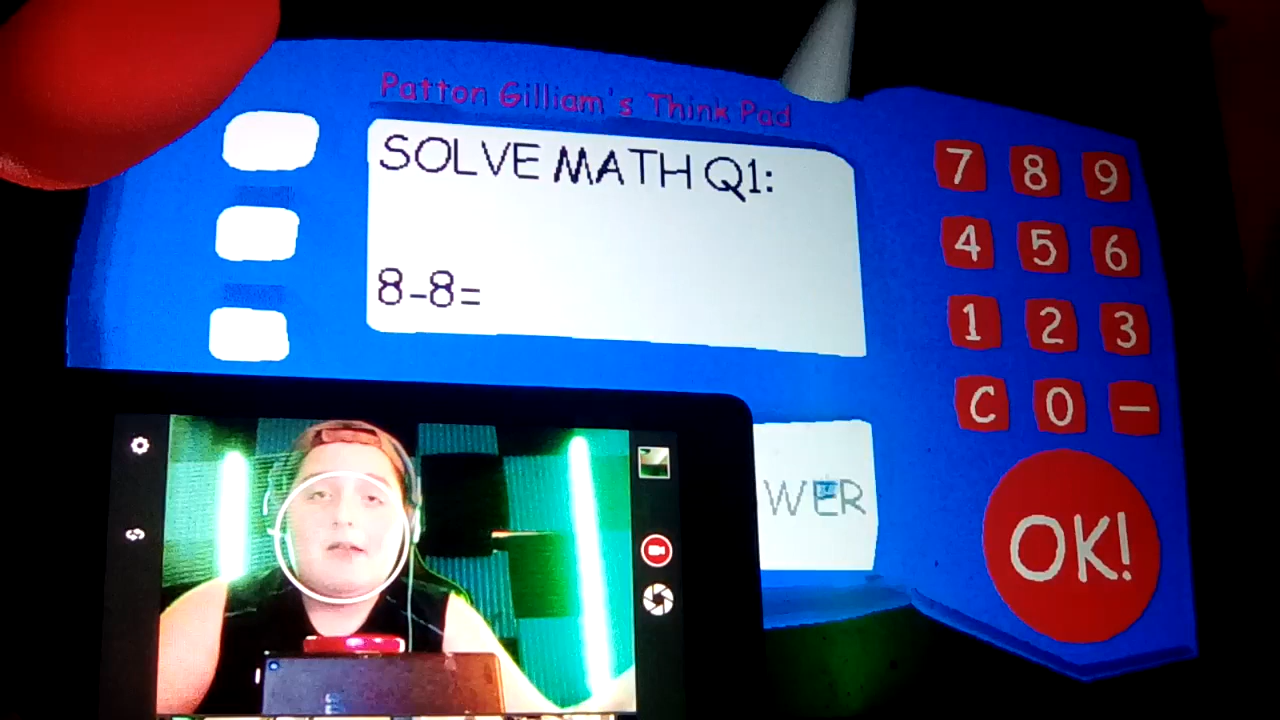 Patton Gilliam's Think Pad
SOLVE MATH Q1:
8-8=
7 8 9
4 5 6
1 2 3
C 0 -
WER
OK!